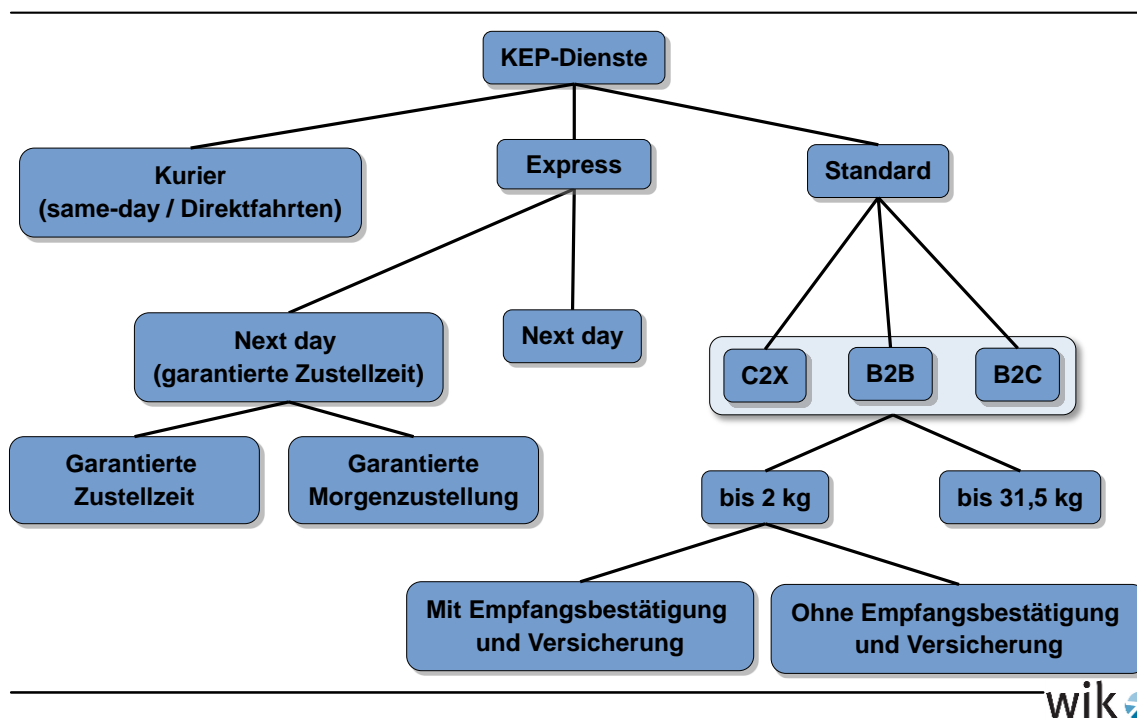 KEP-Dienste
Kurier
(same-day / Direktfahrten)
Express
Standard
Next day
(garantierte Zustellzeit)
Next day
C2X
B2B
B2C
Garantierte
Zustellzeit
Garantierte
Morgenzustellung
bis 2 kg
bis 31,5 kg
Mit Empfangsbestätigung
und Versicherung
Ohne Empfangsbestätigung
und Versicherung
wik